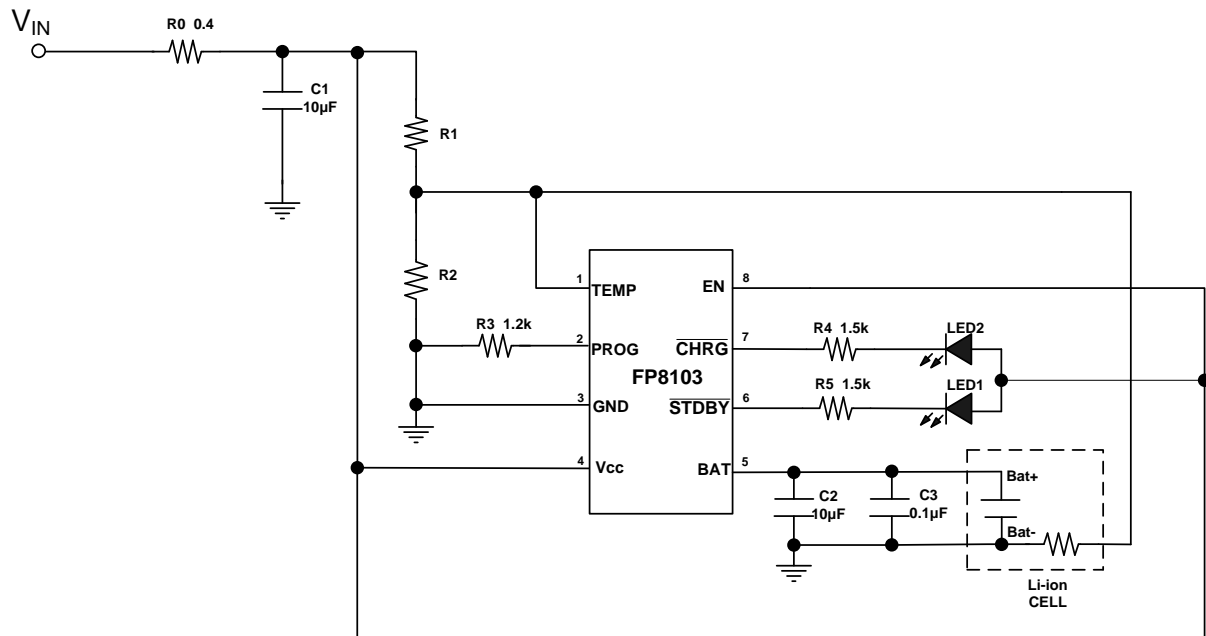 VIN
R0 0.4
C1
10µF
R1
R2
R3 1.2k
1
TEMP
2
PROG
3
GND
4
Vcc
FP8103
8
EN
7
CHRG
6
STDBY
5
BAT
R4 1.5k
LED2
R5 1.5k
LED1
C2
10µF
C3
0.1µF
Bat+
Bat-
Li-ion
CELL